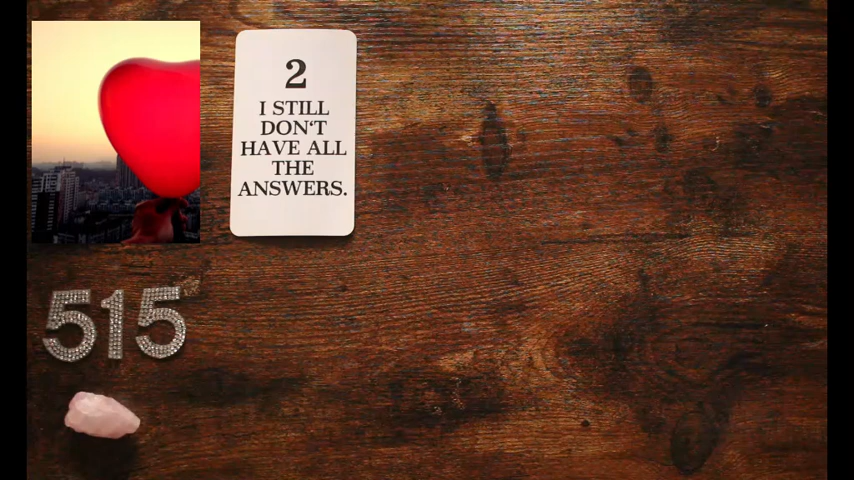 2
I STILL
DON'T
HAVE ALL
THE
ANSWERS.
515